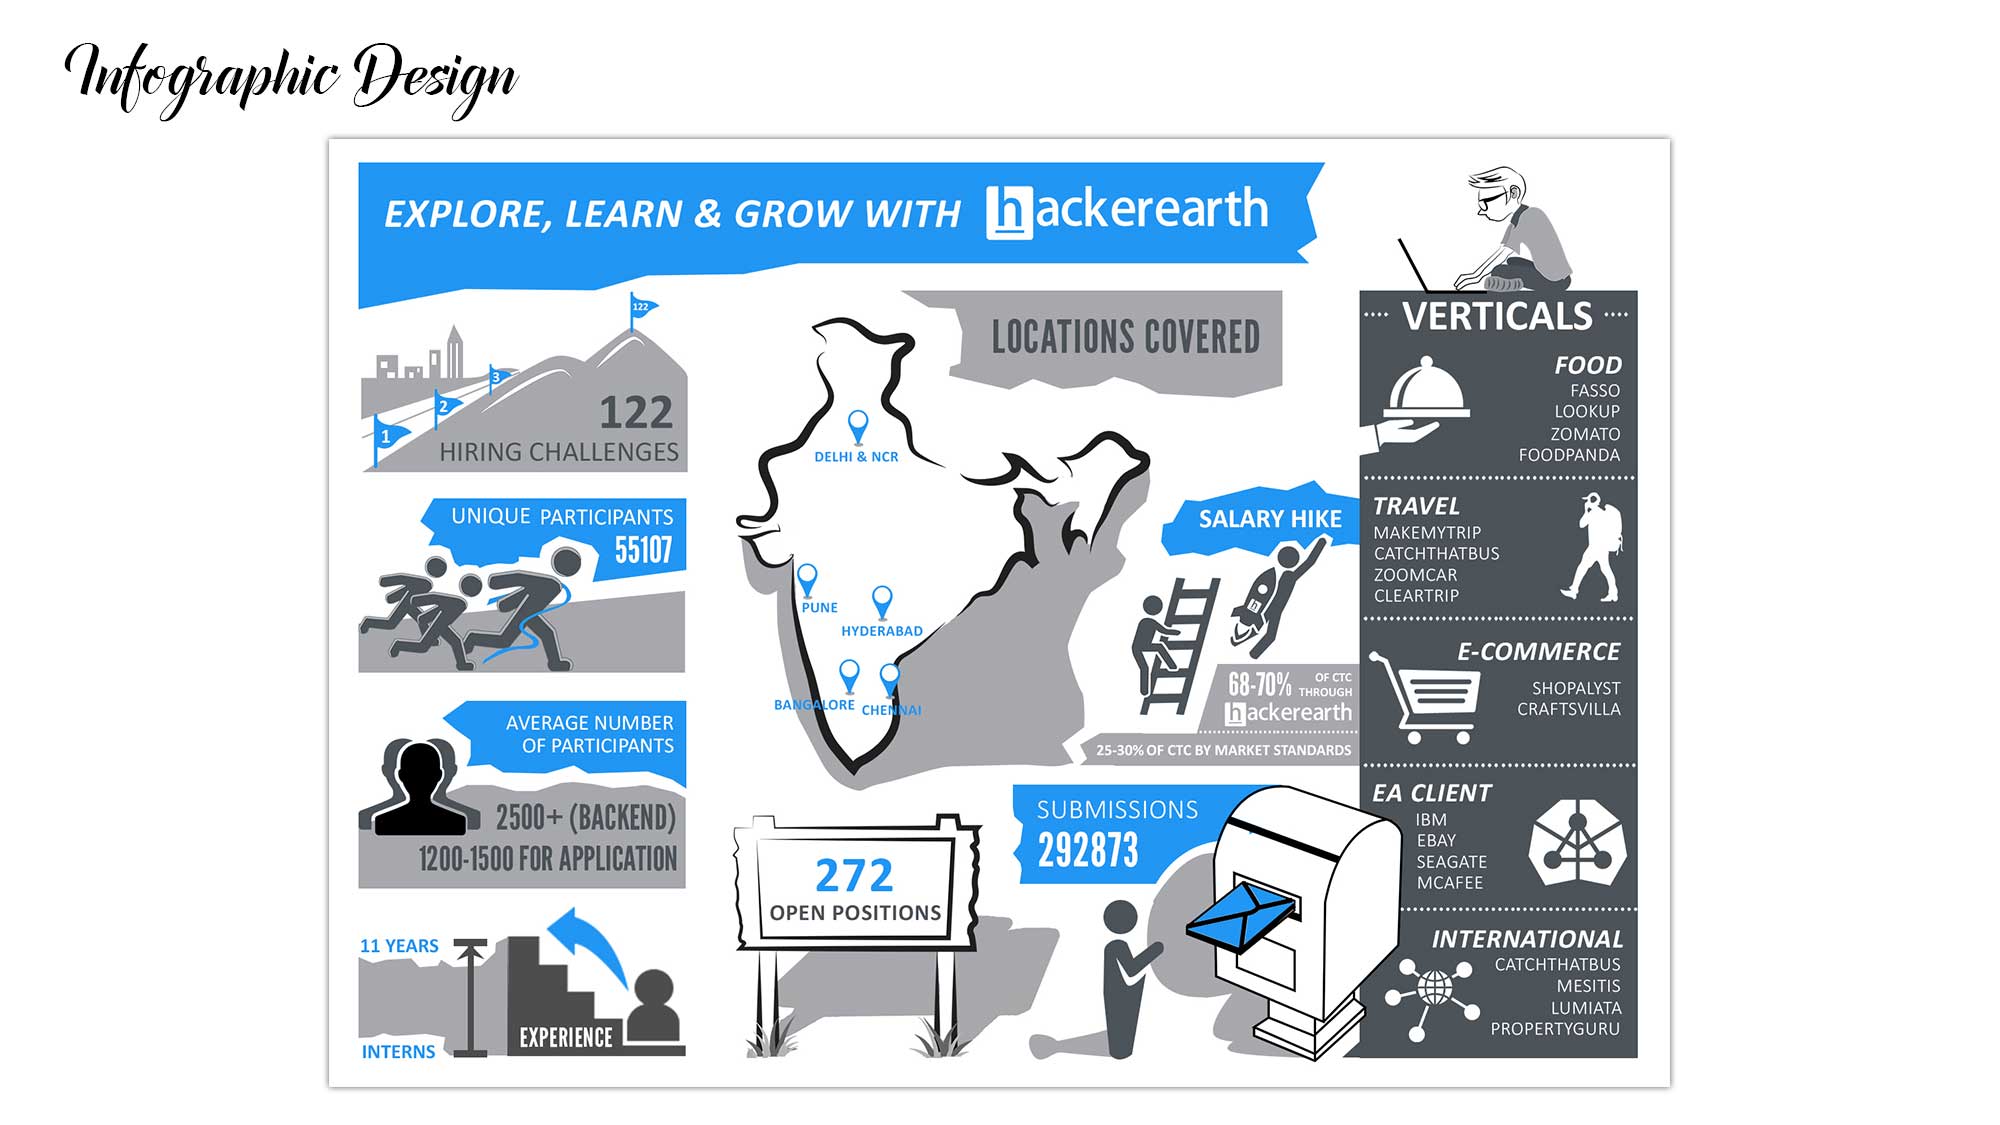 Infographic Design
EXPLORE, LEARN & GROW WITH hackerearth
122
3
2
1
122
HIRING CHALLENGES
UNIQUE PARTICIPANTS
55107
AVERAGE NUMBER
OF PARTICIPANTS
2500+ (BACKEND)
1200-1500 FOR APPLICATION
11 YEARS
EXPERIENCE
INTERNS
LOCATIONS COVERED
DELHI & NCR
PUNE
HYDERABAD
BANGALORE
CHENNAI
272
OPEN POSITIONS
SALARY HIKE
h
68-70% OF CTC
THROUGH
hackerearth
25-30% OF CTC BY MARKET STANDARDS
SUBMISSIONS
292873
VERTICALS
FOOD
FASSO
LOOKUP
ZOMATO
FOODPANDA
TRAVEL
MAKEMYTRIP
CATCHTHATBUS
ZOOMCAR
CLEARTRIP
E-COMMERCE
SHOPALYST
CRAFTSVILLA
EA CLIENT
IBM
EBAY
SEAGATE
MCAFEE
INTERNATIONAL
CATCHTHATBUS
MESITIS
LUMIATA
PROPERTYGURU